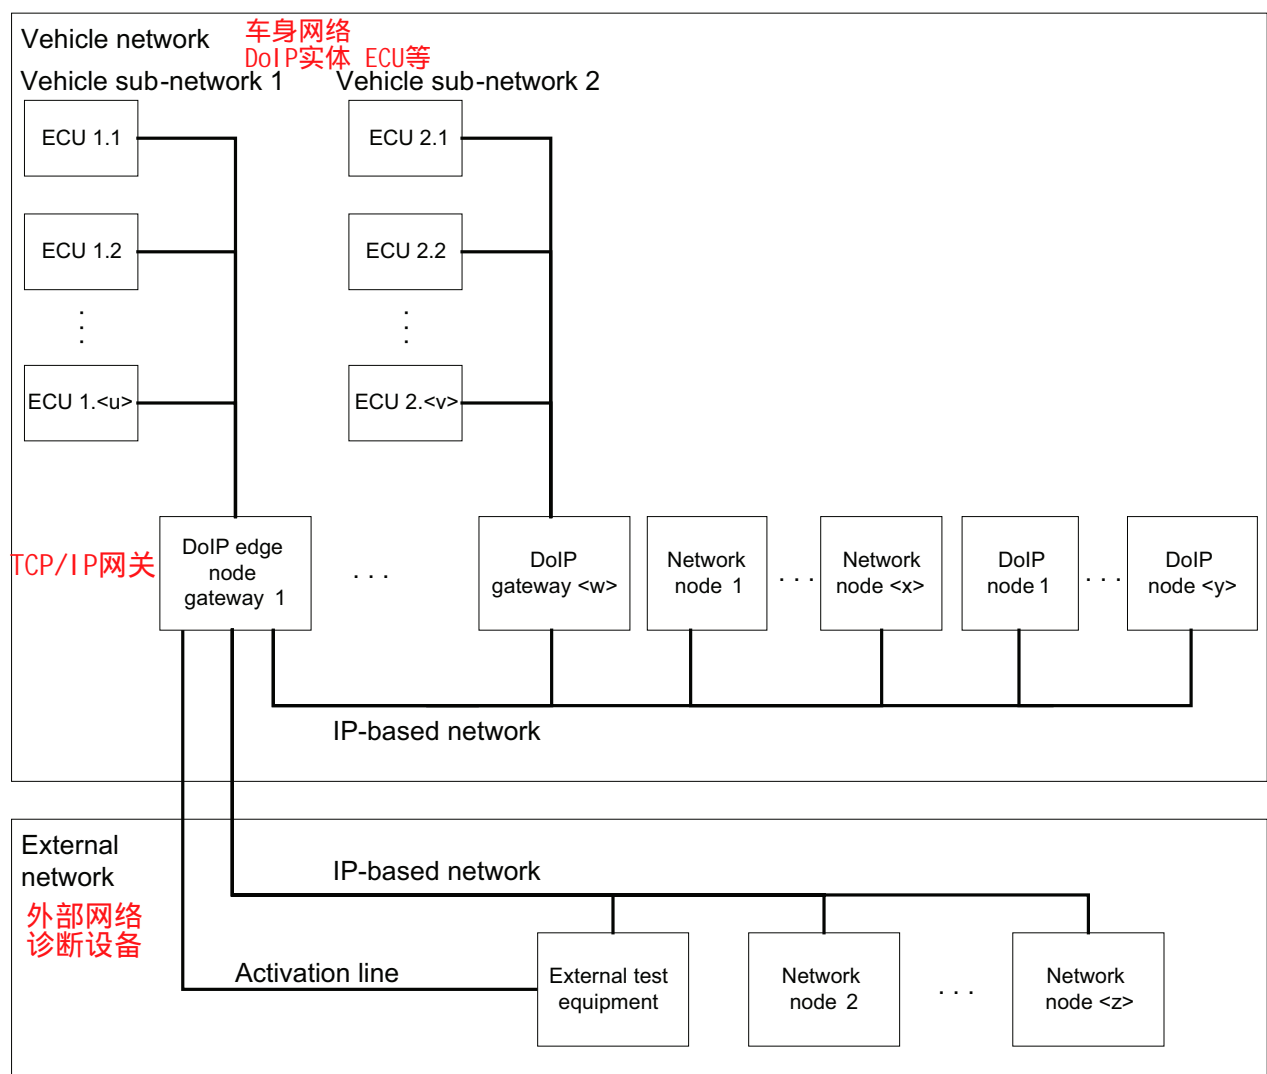 Vehicle network
车身网络
DoIP实体 ECU等
Vehicle sub-network 1
Vehicle sub-network 2
ECU 1.1
ECU 2.1
ECU 1.2
ECU 2.2
ECU 1.<u>
ECU 2.<v>
TCP/IP网关
DoIP edge
node
gateway 1
. . .
DoIP
gateway <w>
Network
node 1
. . .
Network
node <x>
DoIP
node 1
. . .
DoIP
node <y>
IP-based network
External
network
外部网络
诊断设备
IP-based network
Activation line
External test
equipment
Network
node 2
. . .
Network
node <z>